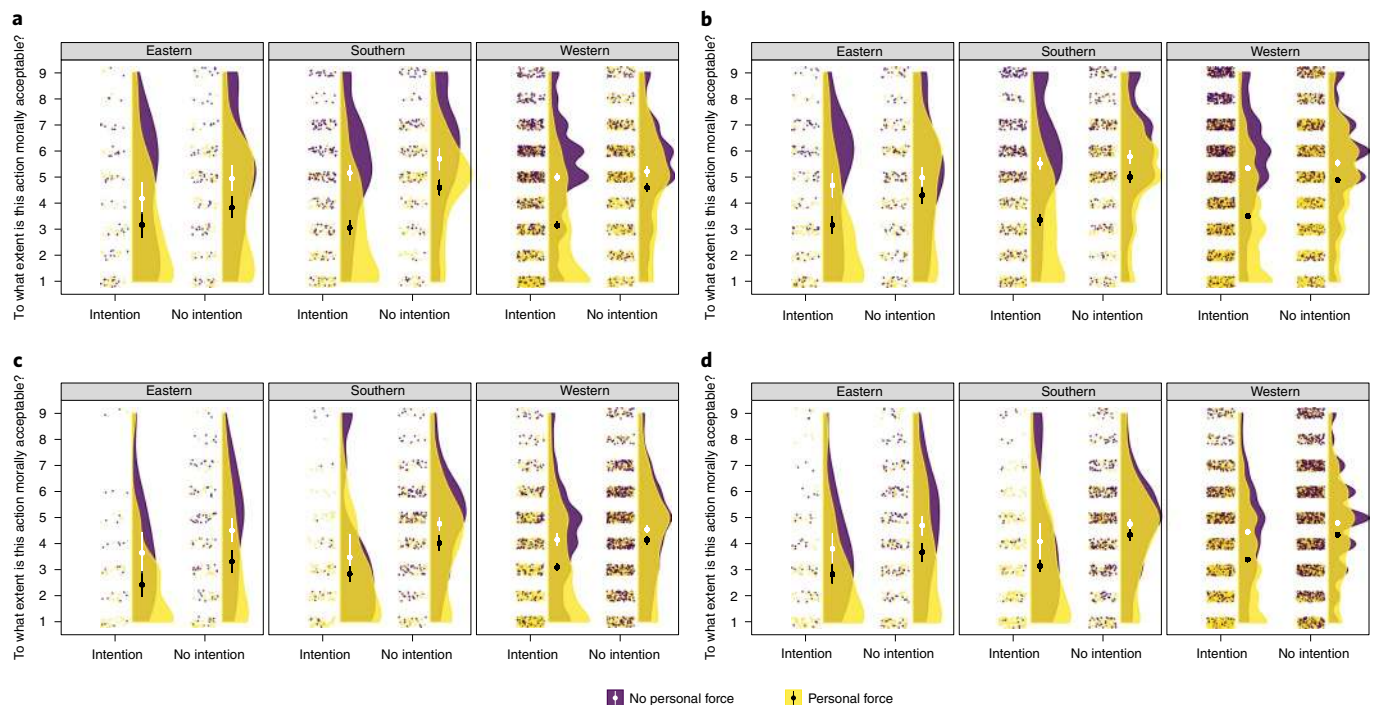 a
b
To what extent is this action morally acceptable?
Eastern Southern Western
9
8
7
6
5
4
3
2
1
Intention No intention Intention No intention Intention No intention
To what extent is this action morally acceptable?
Eastern Southern Western
9
8
7
6
5
4
3
2
1
Intention No intention Intention No intention Intention No intention
c
d
To what extent is this action morally acceptable?
Eastern Southern Western
9
8
7
6
5
4
3
2
1
Intention No intention Intention No intention Intention No intention
To what extent is this action morally acceptable?
Eastern Southern Western
9
8
7
6
5
4
3
2
1
Intention No intention Intention No intention Intention No intention
No personal force Personal force